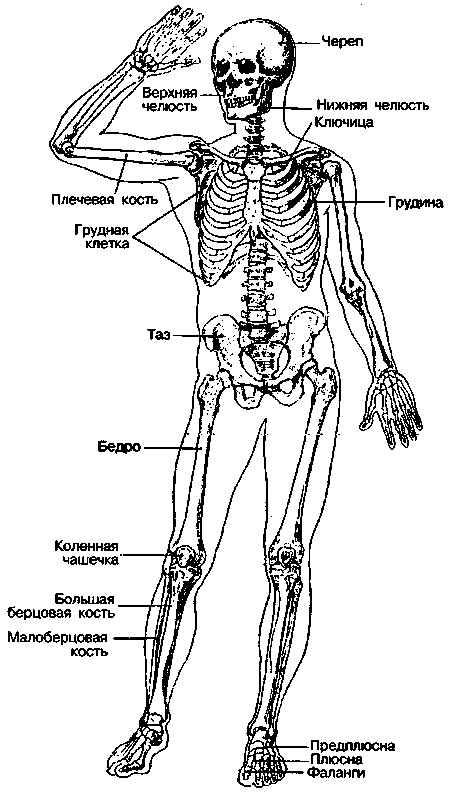 Череп
Верхняя
челюсть
Нижняя челюсть
Ключица
Плечевая кость
Грудина
Грудная
клетка
Таз
Бедро
Коленная
чашечка
Большая
берцовая кость
Малоберцовая
кость
Предплюсна
Плюсна
Фаланги